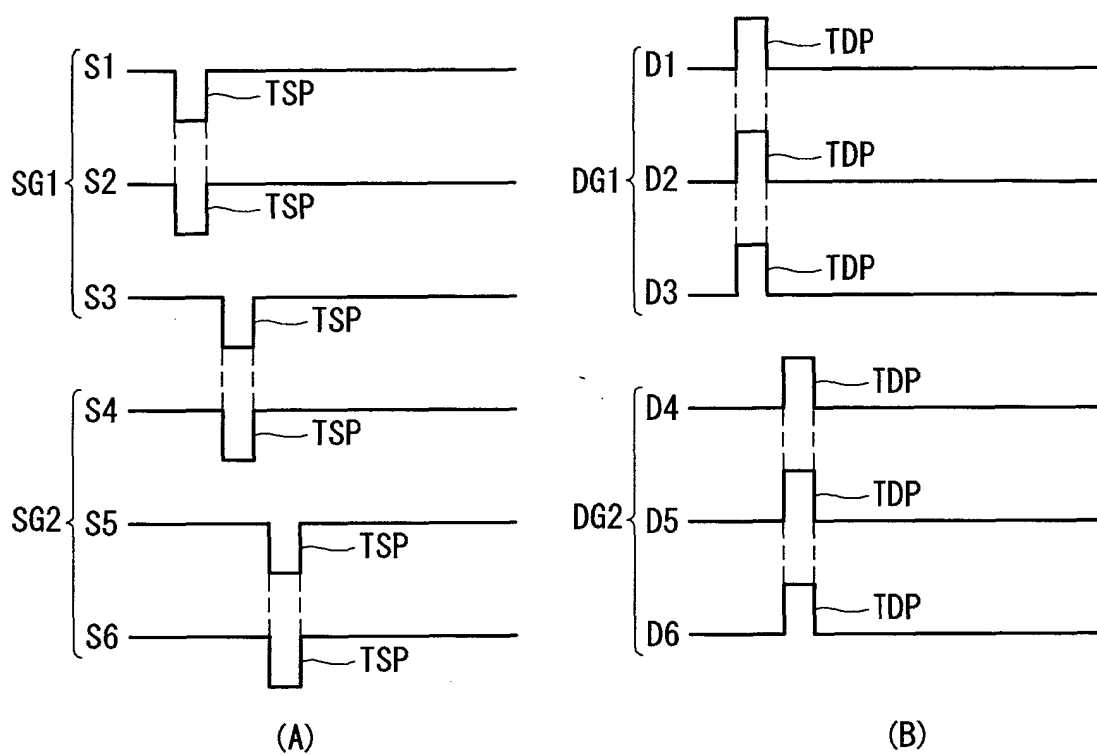 S1
TSP
SG1
S2
TSP
S3
TSP
S4
TSP
SG2
S5
TSP
S6
TSP
(A)
D1
TDP
DG1
D2
TDP
D3
TDP
D4
TDP
DG2
D5
TDP
D6
TDP
(B)